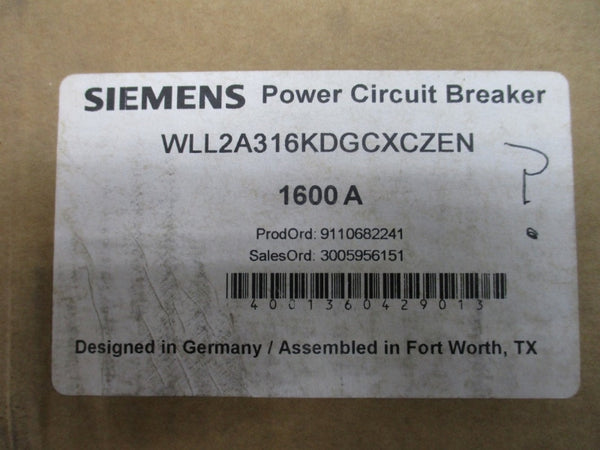 SIEMENS Power Circuit Breaker
WLL2A316KDGCXCZEN
1600 A
ProdOrd: 9110682241
SalesOrd: 3005956151
4001360429013
Designed in Germany / Assembled in Fort Worth, TX